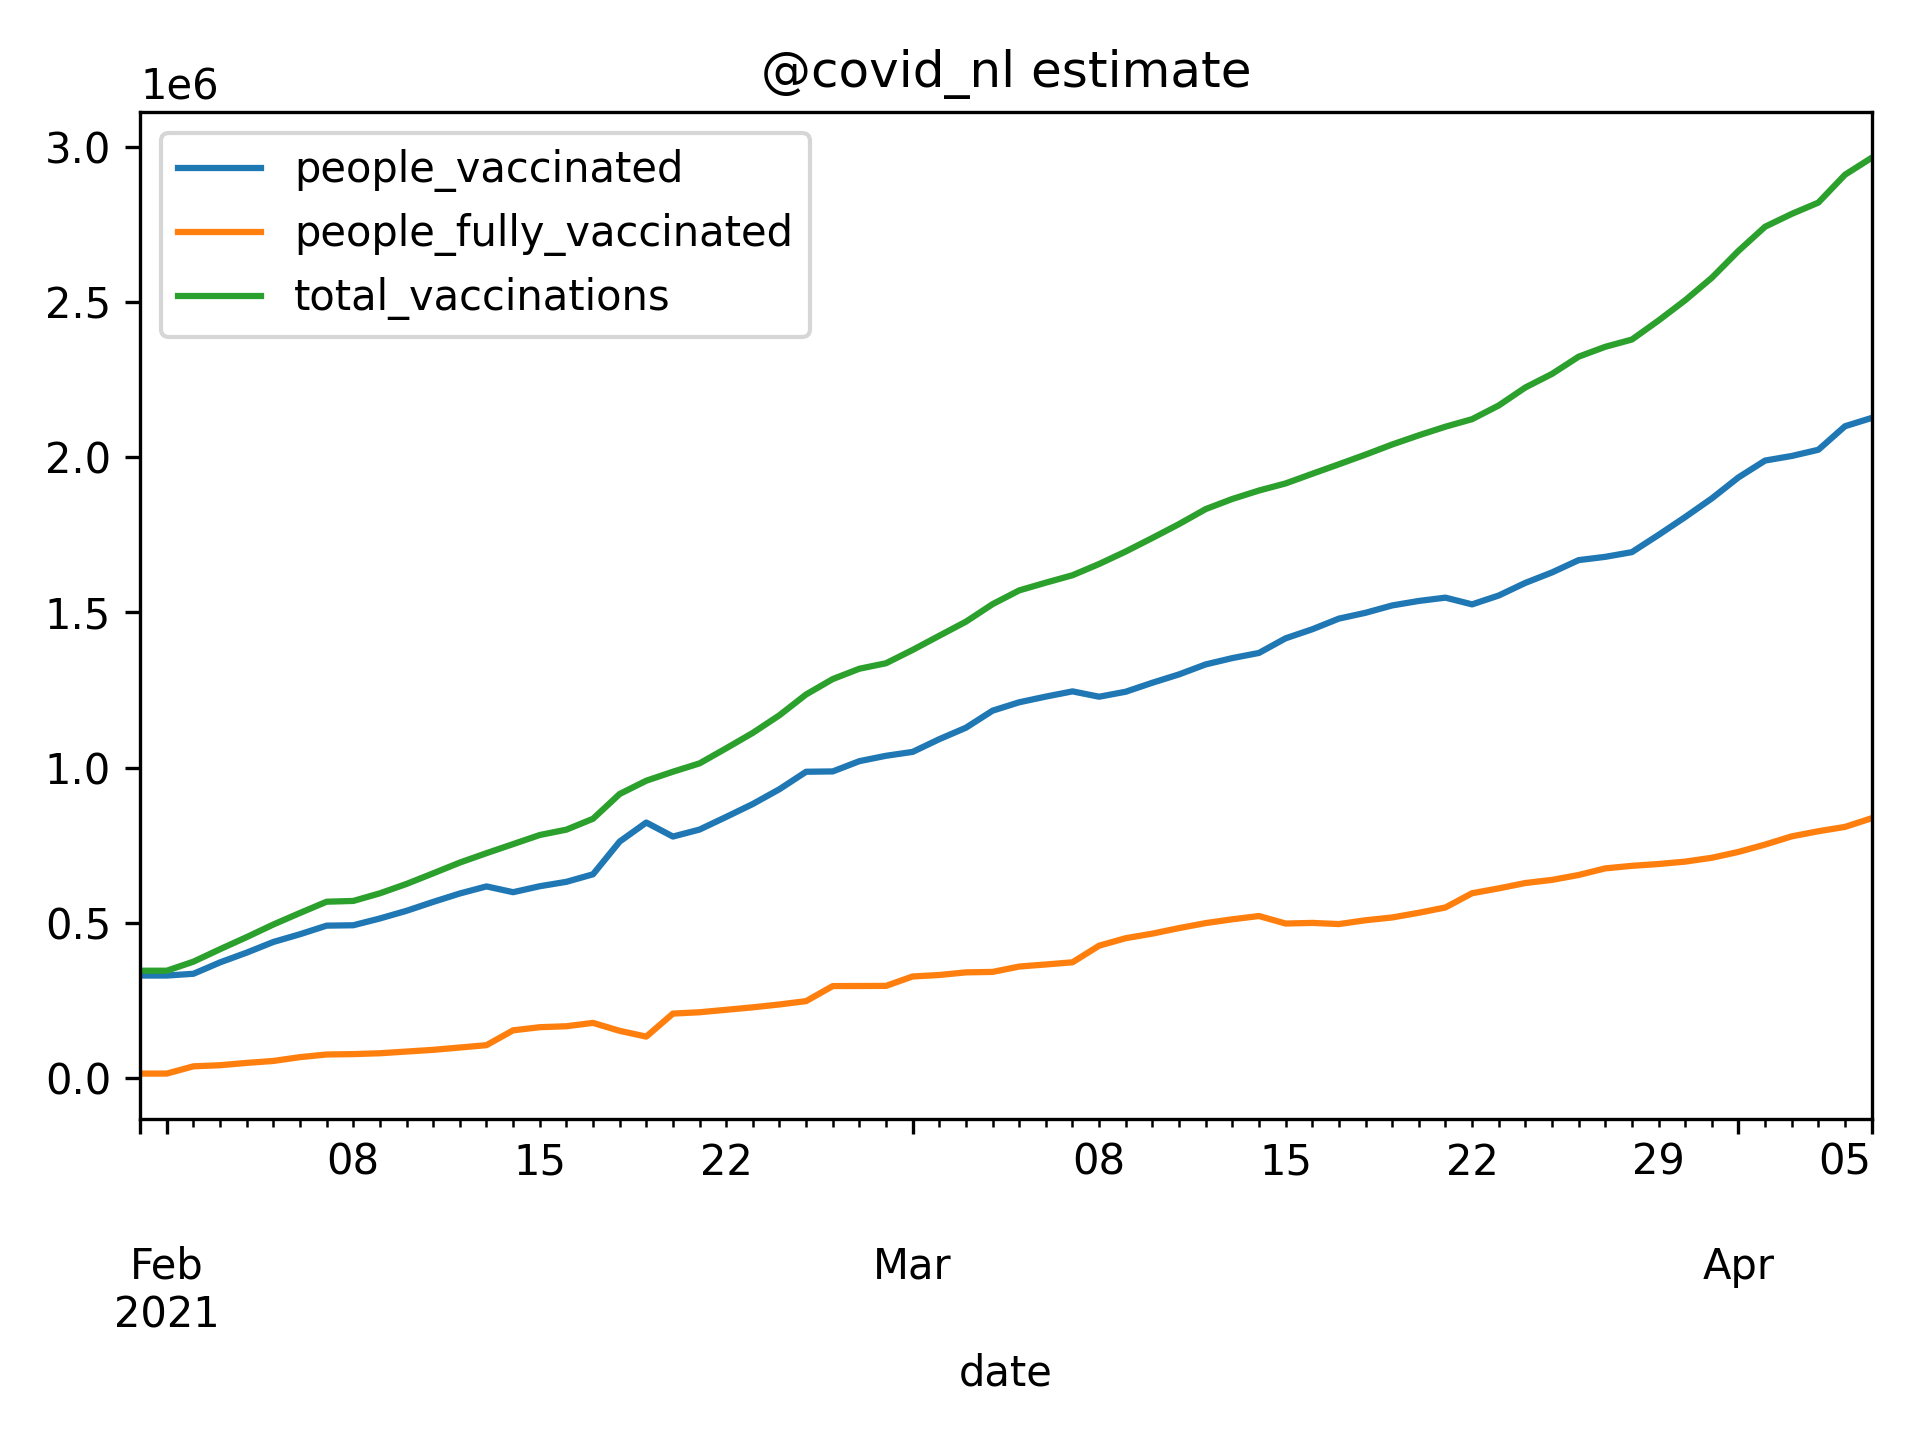 @covid_nl estimate
1e6
3.0
2.5
2.0
1.5
1.0
0.5
0.0
people_vaccinated
people_fully_vaccinated
total_vaccinations
08 15 22 08 15 22 29 05
Feb Mar Apr
2021
date